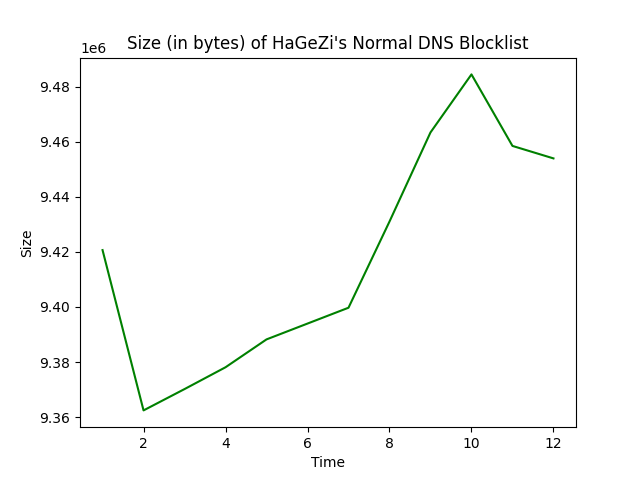 Size (in bytes) of HaGeZi's Normal DNS Blocklist
1e6
9.48
9.46
9.44
9.42
9.40
9.38
9.36
Size
2 4 6 8 10 12
Time